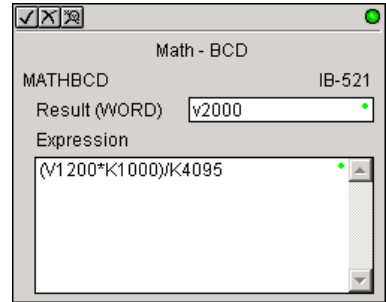 Math - BCD
MATHBCD IB-521
Result (WORD) v2000
Expression
(V1200*K1000)/K4095